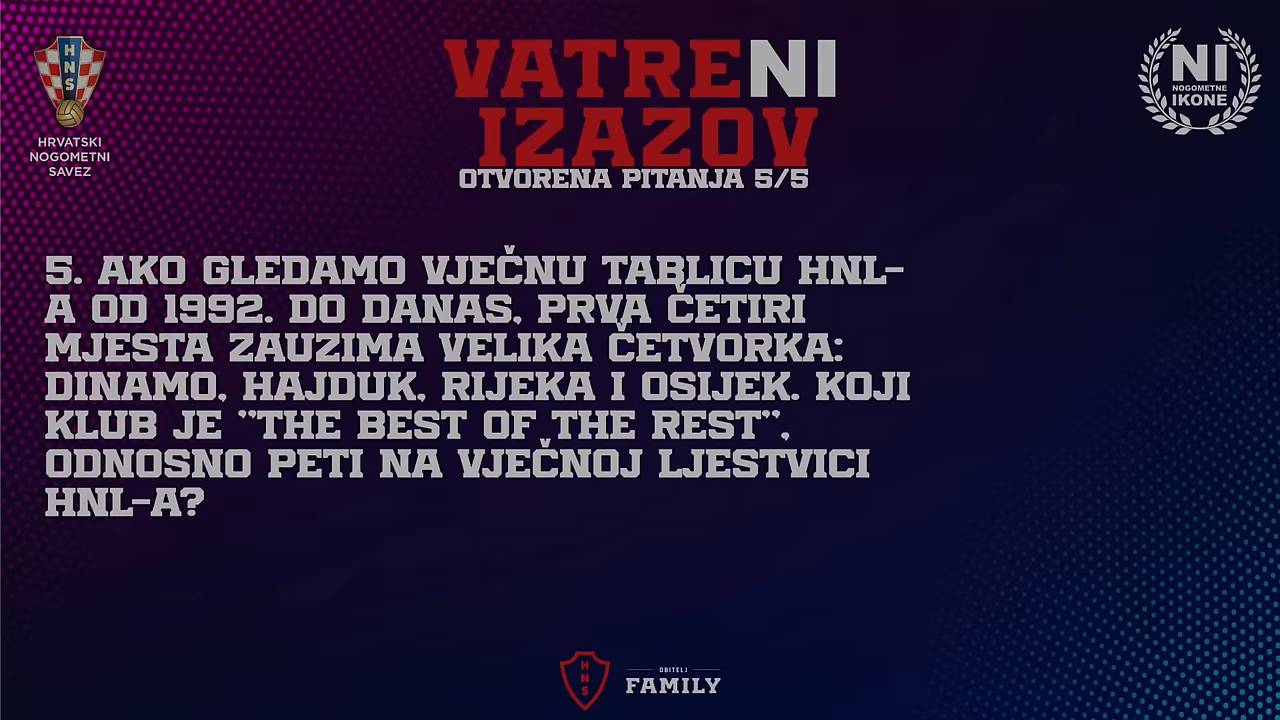 HNS
HRVATSKI
NOGOMETNI
SAVEZ
VATRENI
IZAZOV
OTVORENA PITANJA 5/5
NI
NOGOMETNE
IKONE
5. AKO GLEDAMO VJEČNU TABLICU HNL-
A OD 1992. DO DANAS, PRVA ČETIRI
MJESTA ZAUZIMA VELIKA ČETVORKA:
DINAMO, HAJDUK, RIJEKA I OSIJEK. KOJI
KLUB JE "THE BEST OF THE REST",
ODNOSNO PETI NA VJEČNOJ LJESTVICI
HNL-A?
HNS
OBITELJ
FAMILY